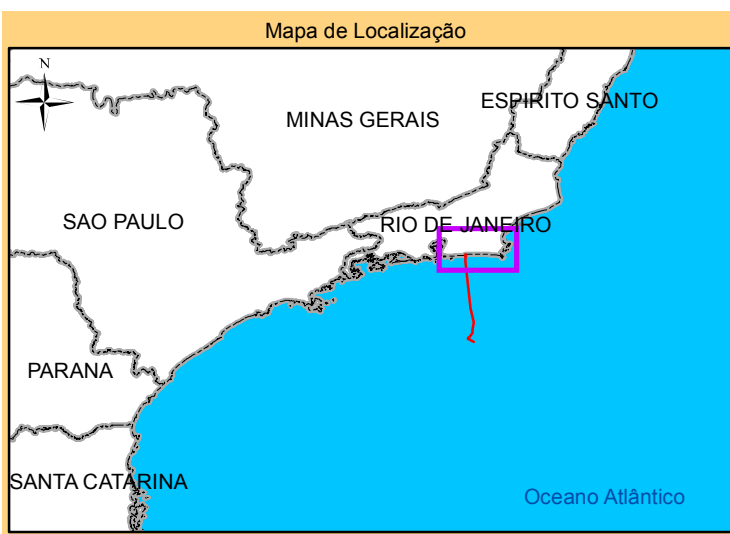 Mapa de Localização
N
ESPIRITO SANTO
MINAS GERAIS
SAO PAULO
RIO DE JANEIRO
PARANA
SANTA CATARINA
Oceano Atlântico